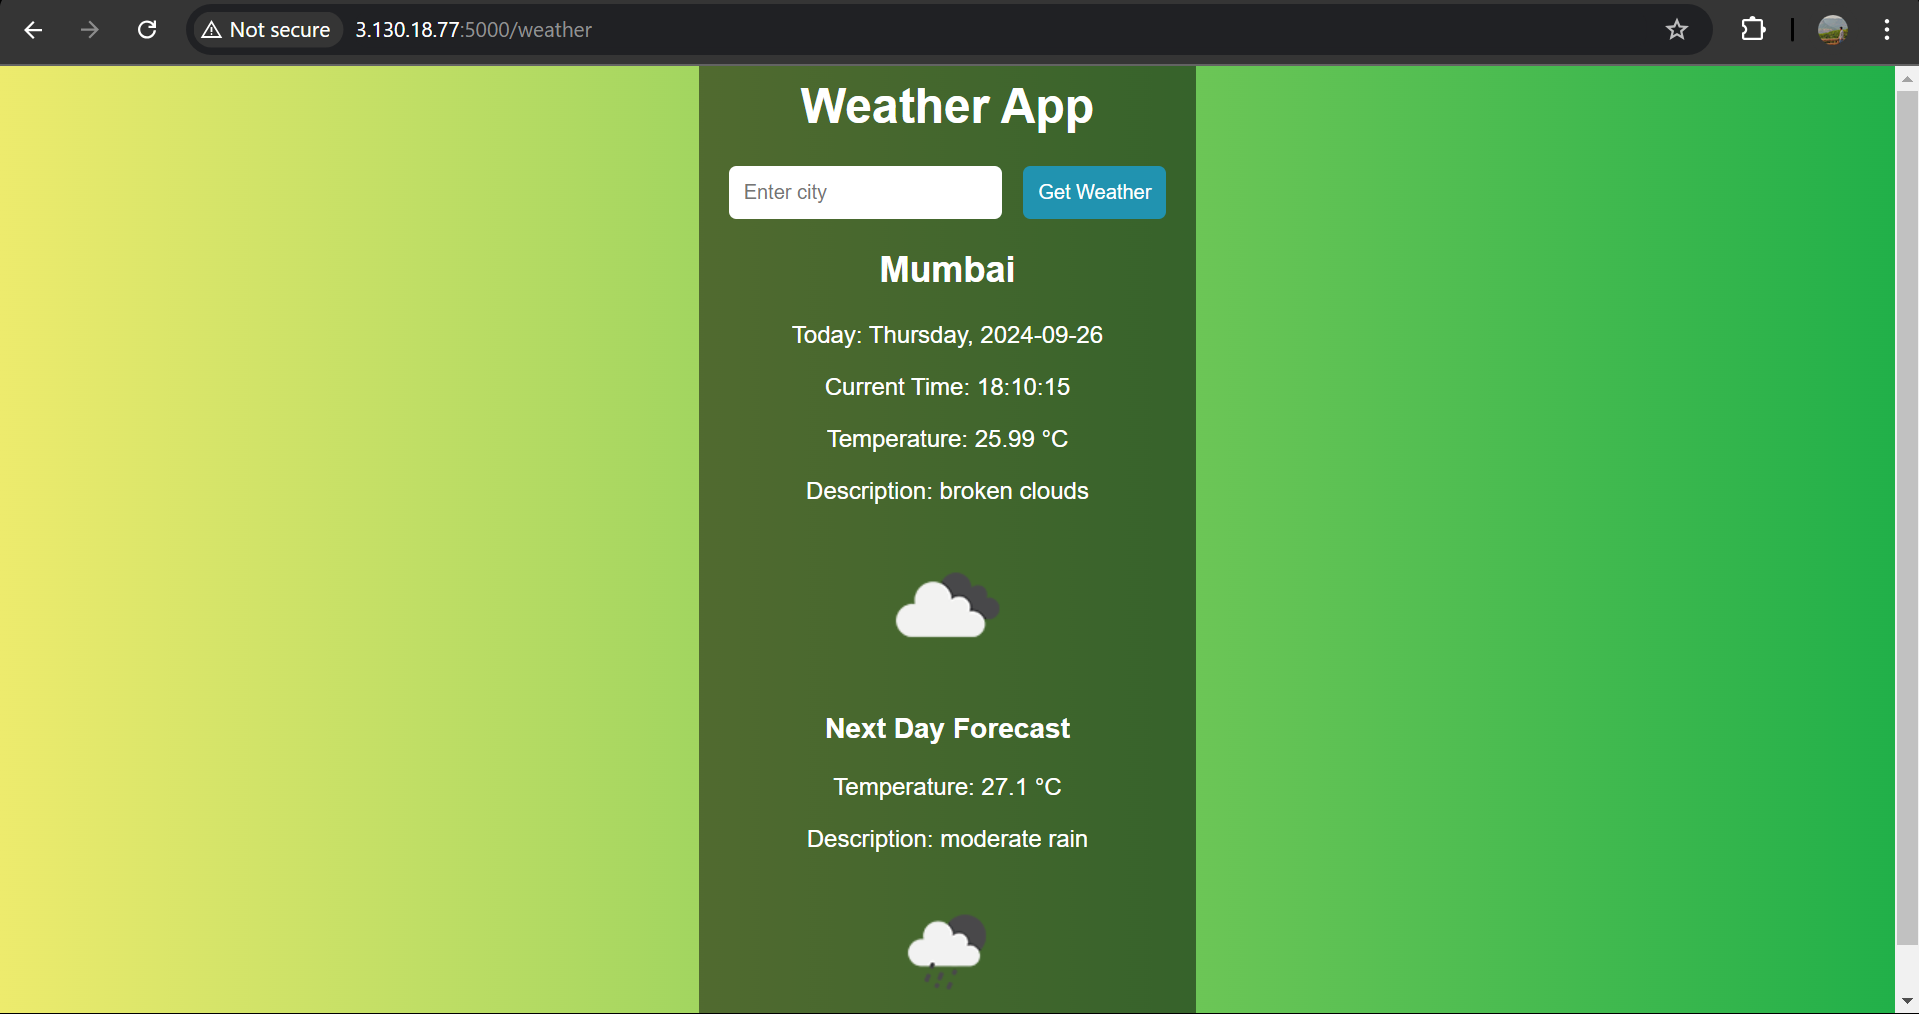 Not secure 3.130.18.77:5000/weather
Weather App
Enter city Get Weather
Mumbai
Today: Thursday, 2024-09-26
Current Time: 18:10:15
Temperature: 25.99 °C
Description: broken clouds
Next Day Forecast
Temperature: 27.1 °C
Description: moderate rain